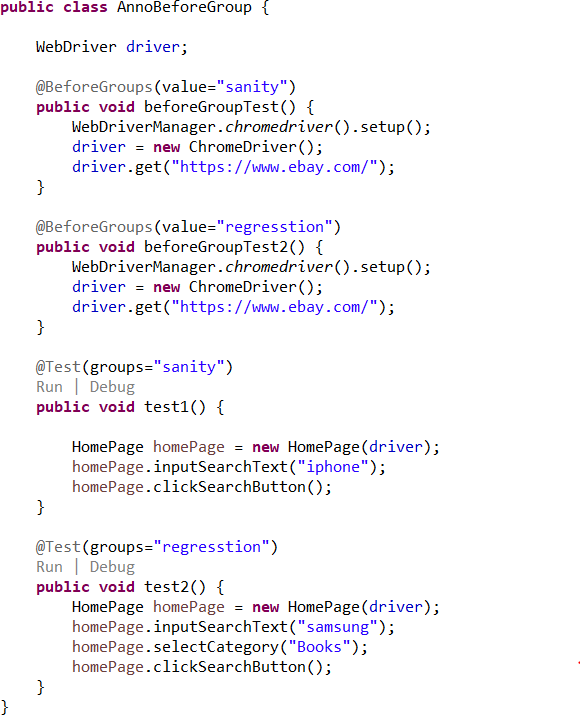 public class AnnoBeforeGroup {
WebDriver driver;
@BeforeGroups(value="sanity")
public void beforeGroupTest() {
WebDriverManager.chromedriver().setup();
driver = new ChromeDriver();
driver.get("https://www.ebay.com/");
}
@BeforeGroups(value="regresstion")
public void beforeGroupTest2() {
WebDriverManager.chromedriver().setup();
driver = new ChromeDriver();
driver.get("https://www.ebay.com/");
}
@Test(groups="sanity")
Run | Debug
public void test1() {
HomePage homePage = new HomePage(driver);
homePage.inputSearchText("iphone");
homePage.clickSearchButton();
}
@Test(groups="regresstion")
Run | Debug
public void test2() {
HomePage homePage = new HomePage(driver);
homePage.inputSearchText("samsung");
homePage.selectCategory("Books");
homePage.clickSearchButton();
}
}